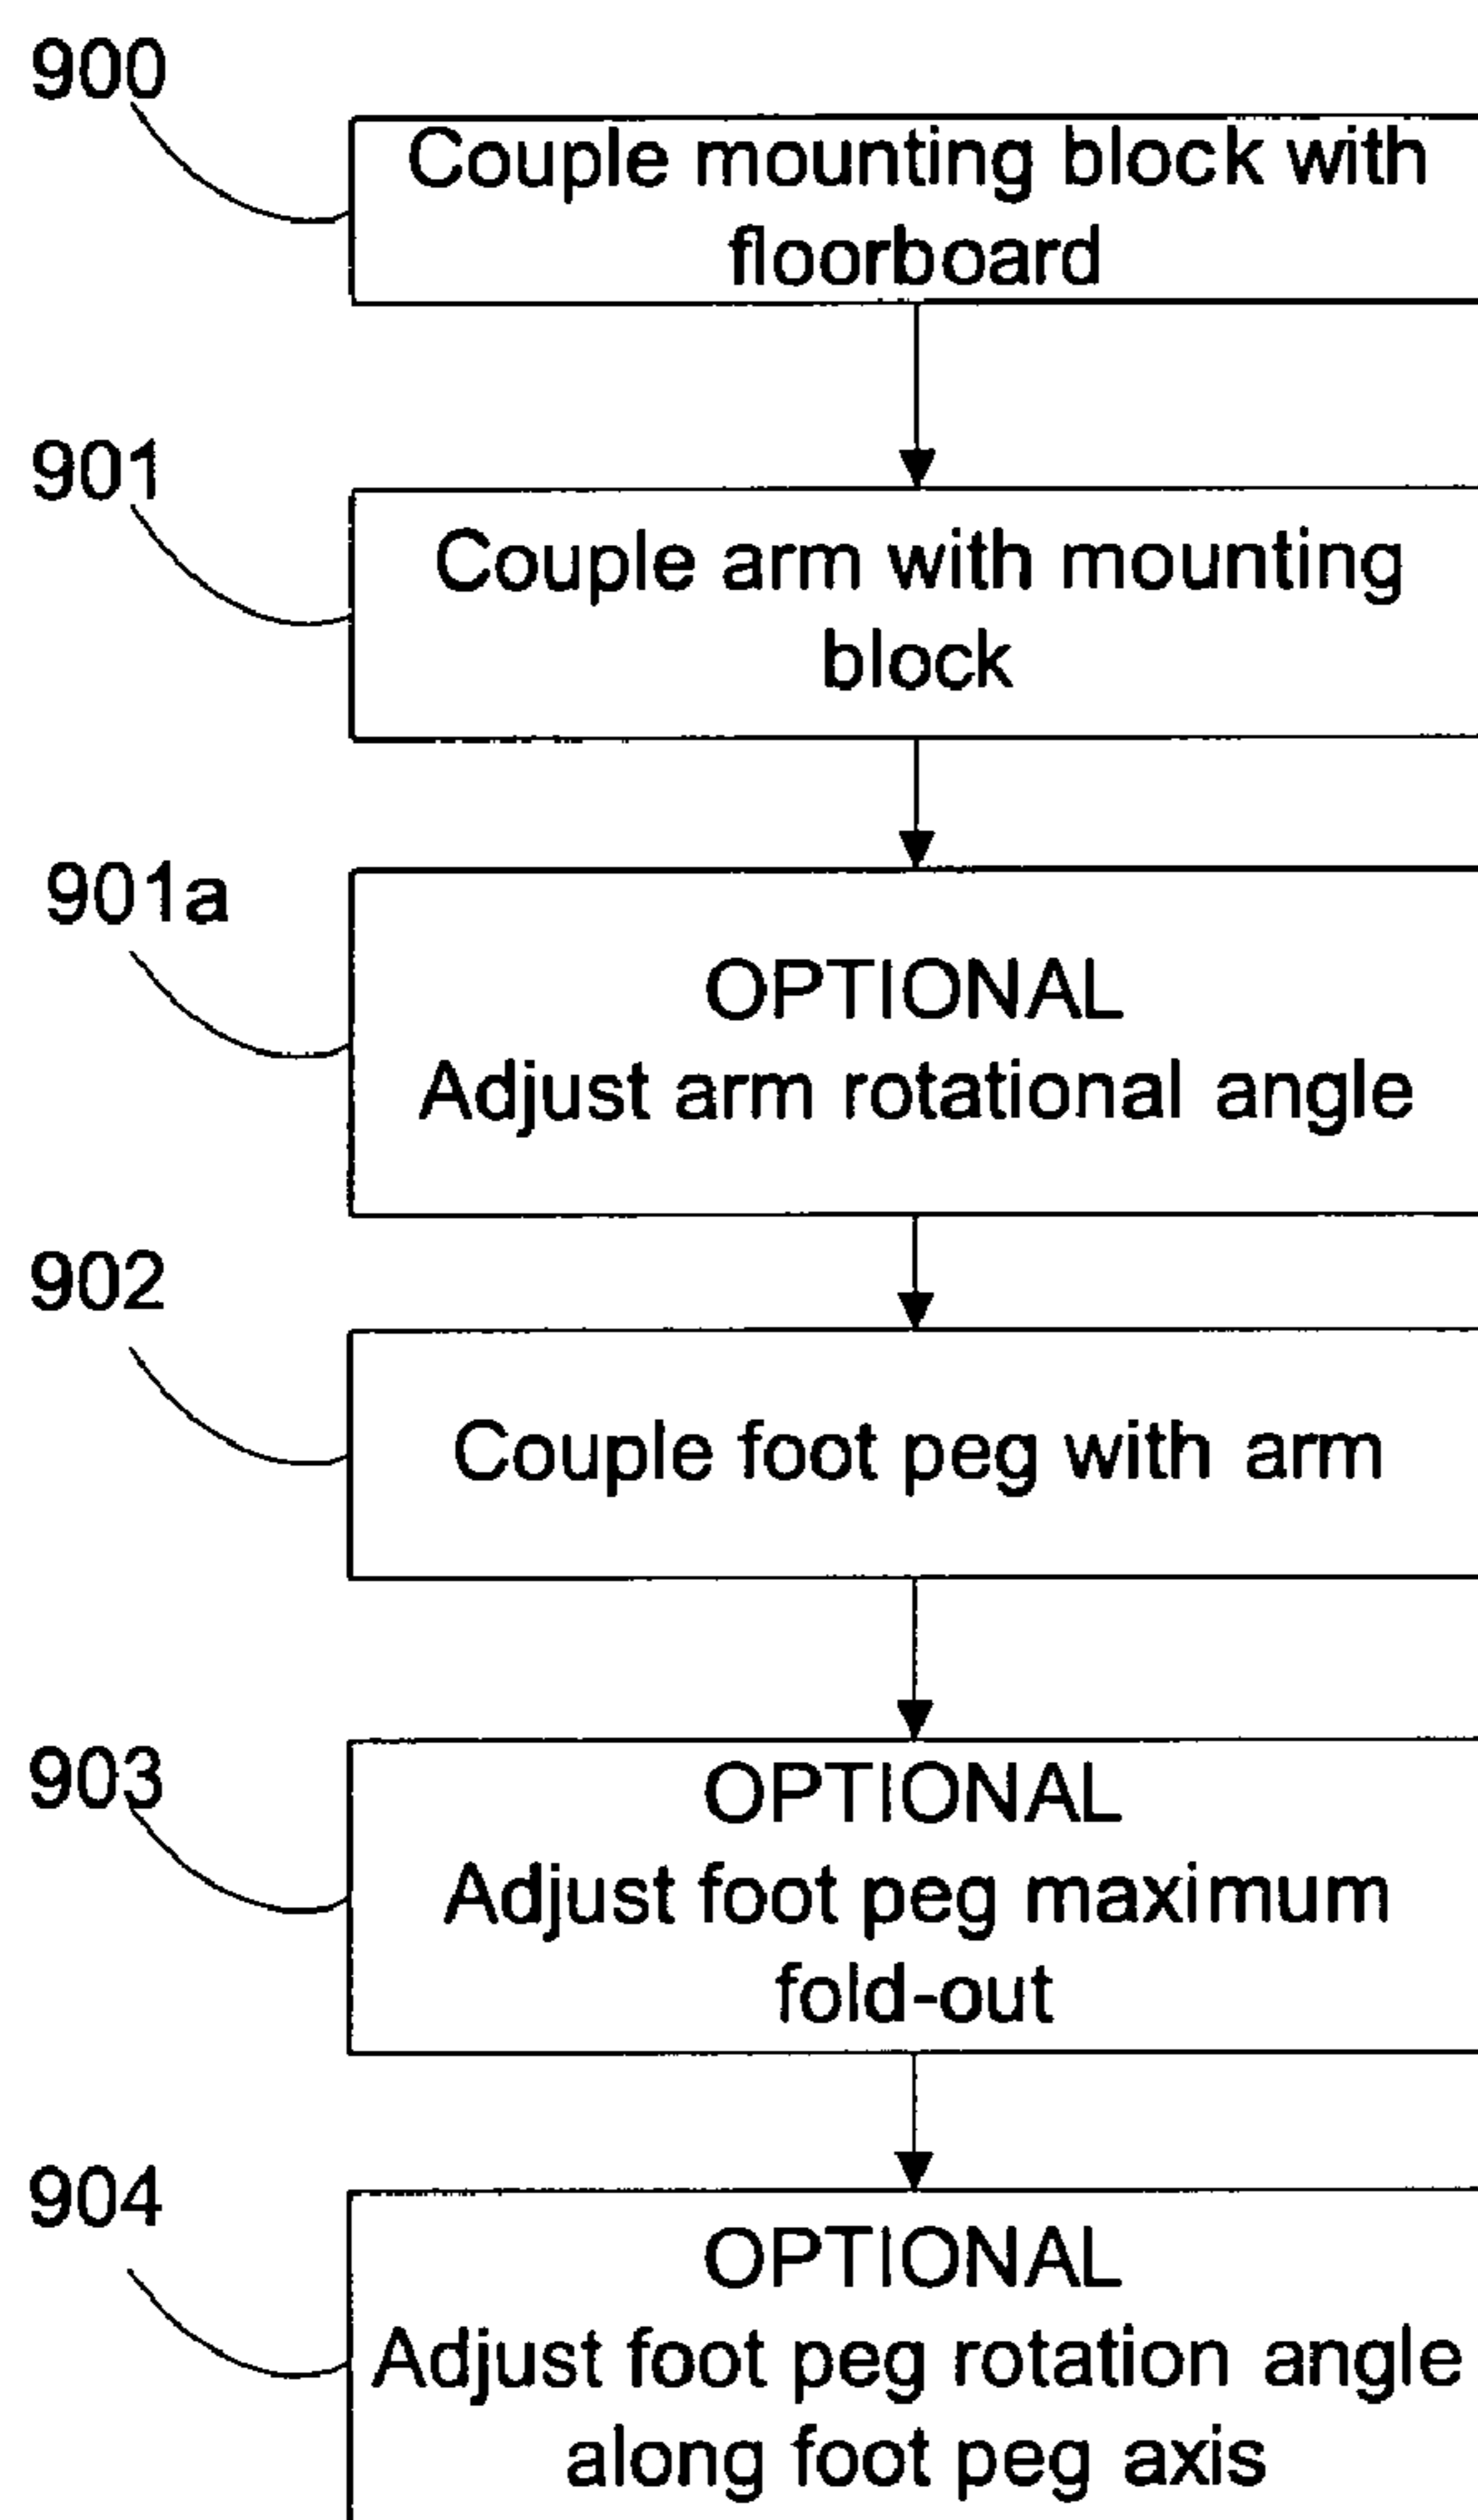 900
Couple mounting block with
floorboard
901
Couple arm with mounting
block
901a
OPTIONAL
Adjust arm rotational angle
902
Couple foot peg with arm
903
OPTIONAL
Adjust foot peg maximum
fold-out
904
OPTIONAL
Adjust foot peg rotation angle
along foot peg axis